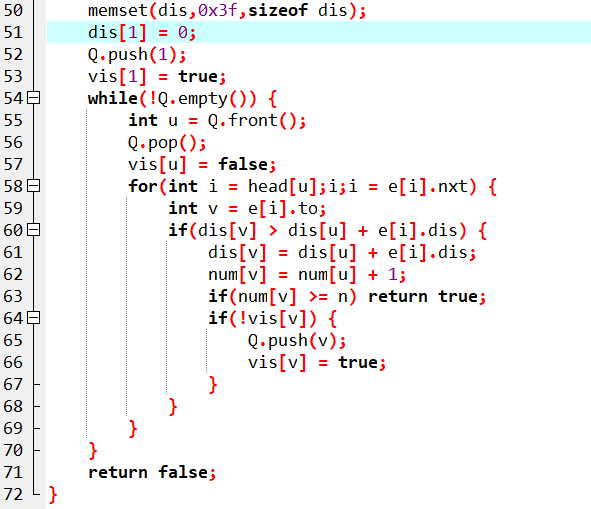 50 memset(dis,0x3f,sizeof dis);
51 dis[1] = 0;
52 Q.push(1);
53 vis[1] = true;
54 while(!Q.empty()) {
55 int u = Q.front();
56 Q.pop();
57 vis[u] = false;
58 for(int i = head[u];i;i = e[i].nxt) {
59 int v = e[i].to;
60 if(dis[v] > dis[u] + e[i].dis) {
61 dis[v] = dis[u] + e[i].dis;
62 num[v] = num[u] + 1;
63 if(num[v] >= n) return true;
64 if(!vis[v]) {
65 Q.push(v);
66 vis[v] = true;
67 }
68 }
69 }
70 }
71 return false;
72 }